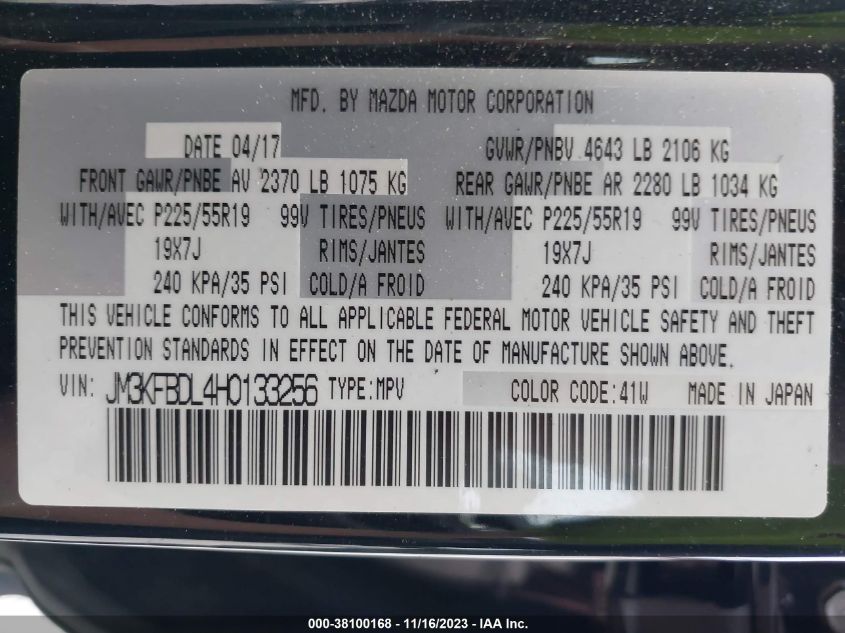 MFD. BY MAZDA MOTOR CORPORATION
DATE 04/17 GVWR/PNBV 4643 LB 2106 KG
FRONT GAWR/PNBE AV 2370 LB 1075 KG REAR GAWR/PNBE AR 2280 LB 1034 KG
WITH/AVEC P225/55R19 99V TIRES/PNEUS WITH/AVEC P225/55R19 99V TIRES/PNEUS
19X7J RIMS/JANTES 19X7J RIMS/JANTES
240 KPA/35 PSI COLD/A FROID 240 KPA/35 PSI COLD/A FROID
THIS VEHICLE CONFORMS TO ALL APPLICABLE FEDERAL MOTOR VEHICLE SAFETY AND THEFT
PREVENTION STANDARDS IN EFFECT ON THE DATE OF MANUFACTURE SHOWN ABOVE.
VIN: JM3KFBDL4H0133256 TYPE:MPV COLOR CODE:41W MADE IN JAPAN
000-38100168 - 11/16/2023 - IAA Inc.